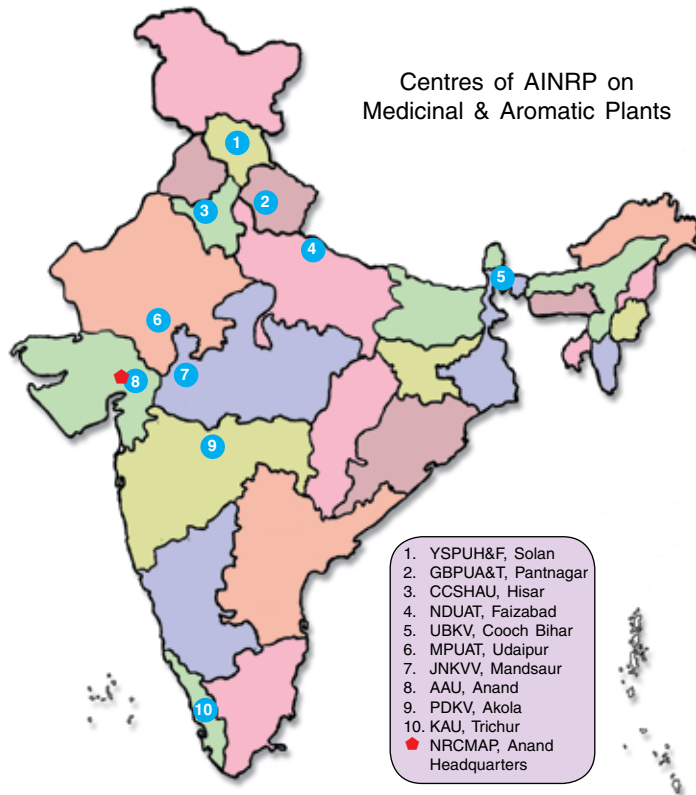 Centres of AINRP on
Medicinal & Aromatic Plants
1
2
3
4
5
6
7
8
9
10
1. YSPUH&F, Solan
2. GBPUA&T, Pantnagar
3. CCSHAU, Hisar
4. NDUAT, Faizabad
5. UBKV, Cooch Bihar
6. MPUAT, Udaipur
7. JNKVV, Mandsaur
8. AAU, Anand
9. PDKV, Akola
10. KAU, Trichur
NRCMAP, Anand
Headquarters